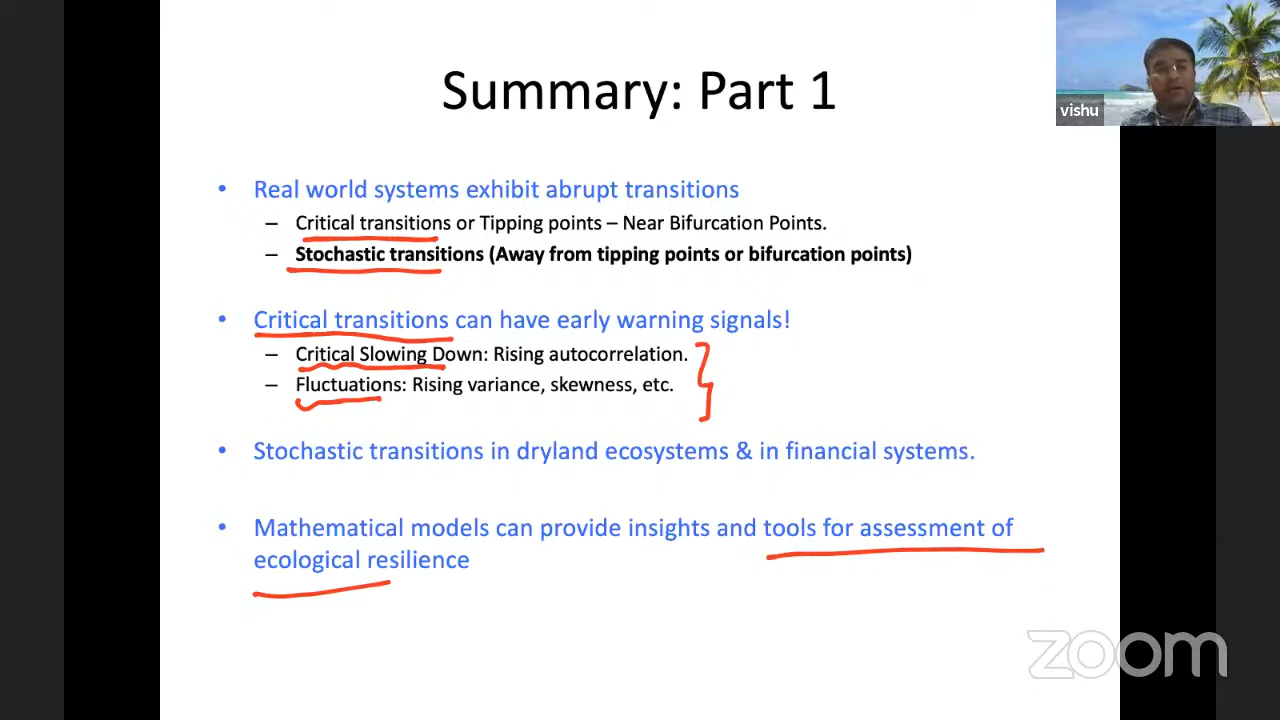 Summary: Part 1
vishu
• Real world systems exhibit abrupt transitions
– Critical transitions or Tipping points – Near Bifurcation Points.
– Stochastic transitions (Away from tipping points or bifurcation points)
• Critical transitions can have early warning signals!
– Critical Slowing Down: Rising autocorrelation.
– Fluctuations: Rising variance, skewness, etc.
• Stochastic transitions in dryland ecosystems & in financial systems.
• Mathematical models can provide insights and tools for assessment of
ecological resilience
zoom